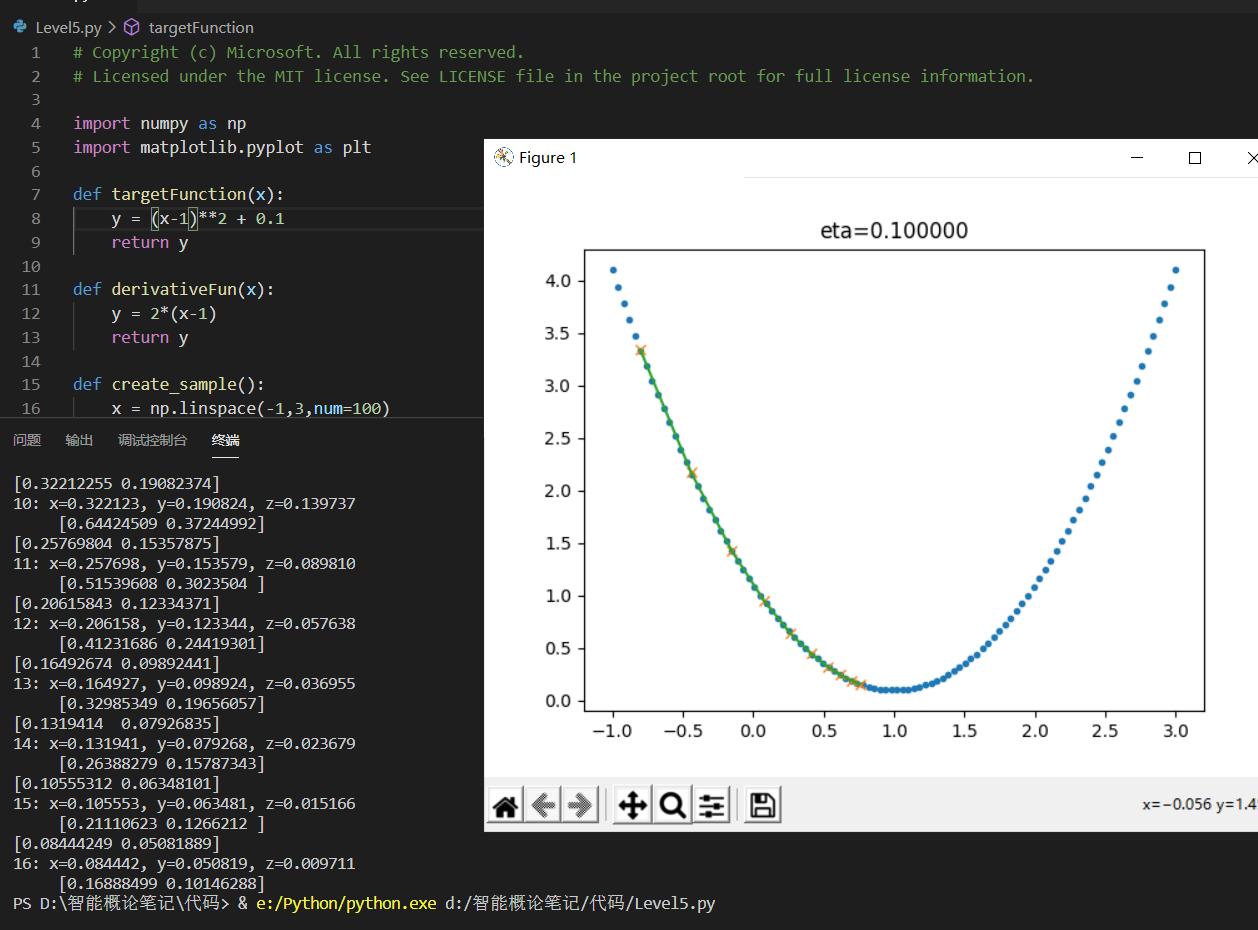 Level5.py > targetFunction
1 # Copyright (c) Microsoft. All rights reserved.
2 # Licensed under the MIT license. See LICENSE file in the project root for full license information.
3
4 import numpy as np
5 import matplotlib.pyplot as plt
6
7 def targetFunction(x):
8 y = (x-1)**2 + 0.1
9 return y
10
11 def derivativeFun(x):
12 y = 2*(x-1)
13 return y
14
15 def create_sample():
16 x = np.linspace(-1,3,num=100)
问题 输出 调试控制台 终端
[0.32212255 0.19082374]
10: x=0.322123, y=0.190824, z=0.139737
[0.64424509 0.37244992]
[0.25769804 0.15357875]
11: x=0.257698, y=0.153579, z=0.089810
[0.51539608 0.3023504 ]
[0.20615843 0.12334371]
12: x=0.206158, y=0.123344, z=0.057638
[0.41231686 0.24419301]
[0.16492674 0.09892441]
13: x=0.164927, y=0.098924, z=0.036955
[0.32985349 0.19656057]
[0.1319414  0.07926835]
14: x=0.131941, y=0.079268, z=0.023679
[0.26388279 0.15787343]
[0.10555312 0.06348101]
15: x=0.105553, y=0.063481, z=0.015166
[0.21110623 0.1266212 ]
[0.08444249 0.05081889]
16: x=0.084442, y=0.050819, z=0.009711
[0.16888499 0.10146288]
PS D:\智能概论笔记\代码> & e:/Python/python.exe d:/智能概论笔记/代码/Level5.py
Figure 1
eta=0.100000
4.0
3.5
3.0
2.5
2.0
1.5
1.0
0.5
0.0
−1.0 −0.5 0.0 0.5 1.0 1.5 2.0 2.5 3.0
x=−0.056 y=1.4